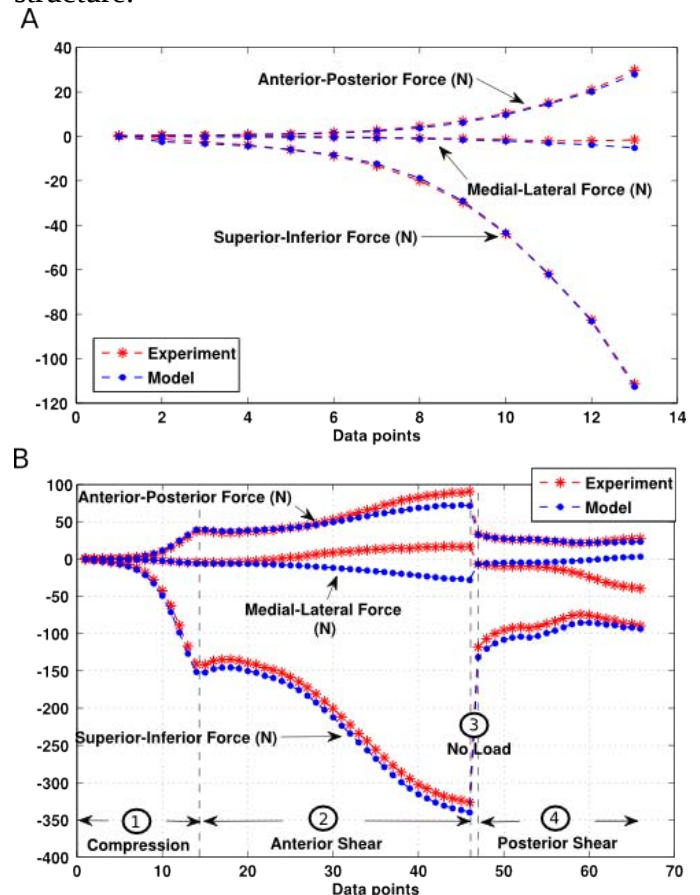 structure.
A
40
20
0
-20
-40
-60
-80
-100
-120
Anterior-Posterior Force (N)
Medial-Lateral Force (N)
Superior-Inferior Force (N)
Experiment
Model
0 2 4 6 8 10 12 14
Data points
B
100
50
0
-50
-100
-150
-200
-250
-300
-350
-400
Experiment
Model
Anterior-Posterior Force (N)
Medial-Lateral Force
(N)
Superior-Inferior Force (N)
3
No Load
1
2
4
Compression
Anterior Shear
Posterior Shear
0 10 20 30 40 50 60 70
Data points